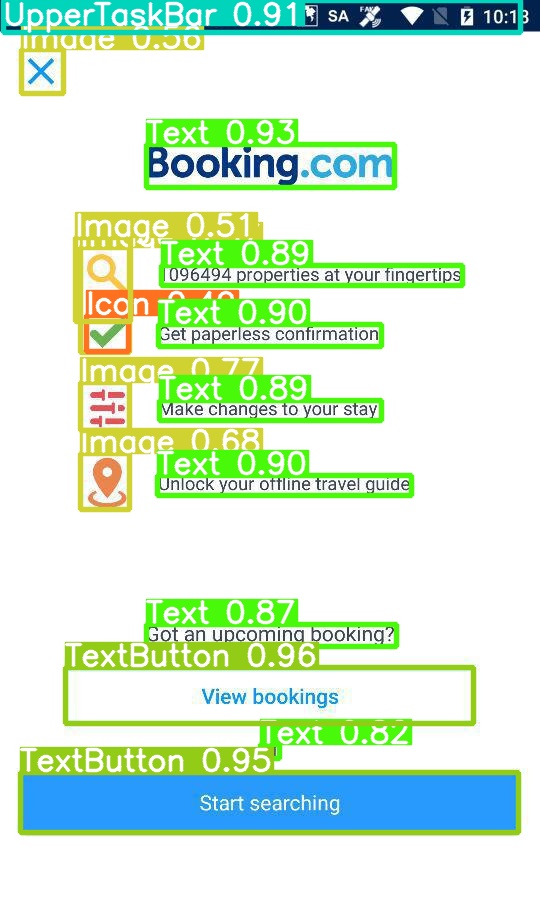 UpperTaskBar 0.91
SA
10:18
Image 0.56
Text 0.93
Booking.com
Image 0.51
Text 0.89
1096494 properties at your fingertips
Icon
Text 0.90
Get paperless confirmation
Image 0.77
Text 0.89
Make changes to your stay
Image 0.68
Text 0.90
Unlock your offline travel guide
Text 0.87
Got an upcoming booking?
TextButton 0.96
View bookings
Text 0.82
TextButton 0.95
Start searching